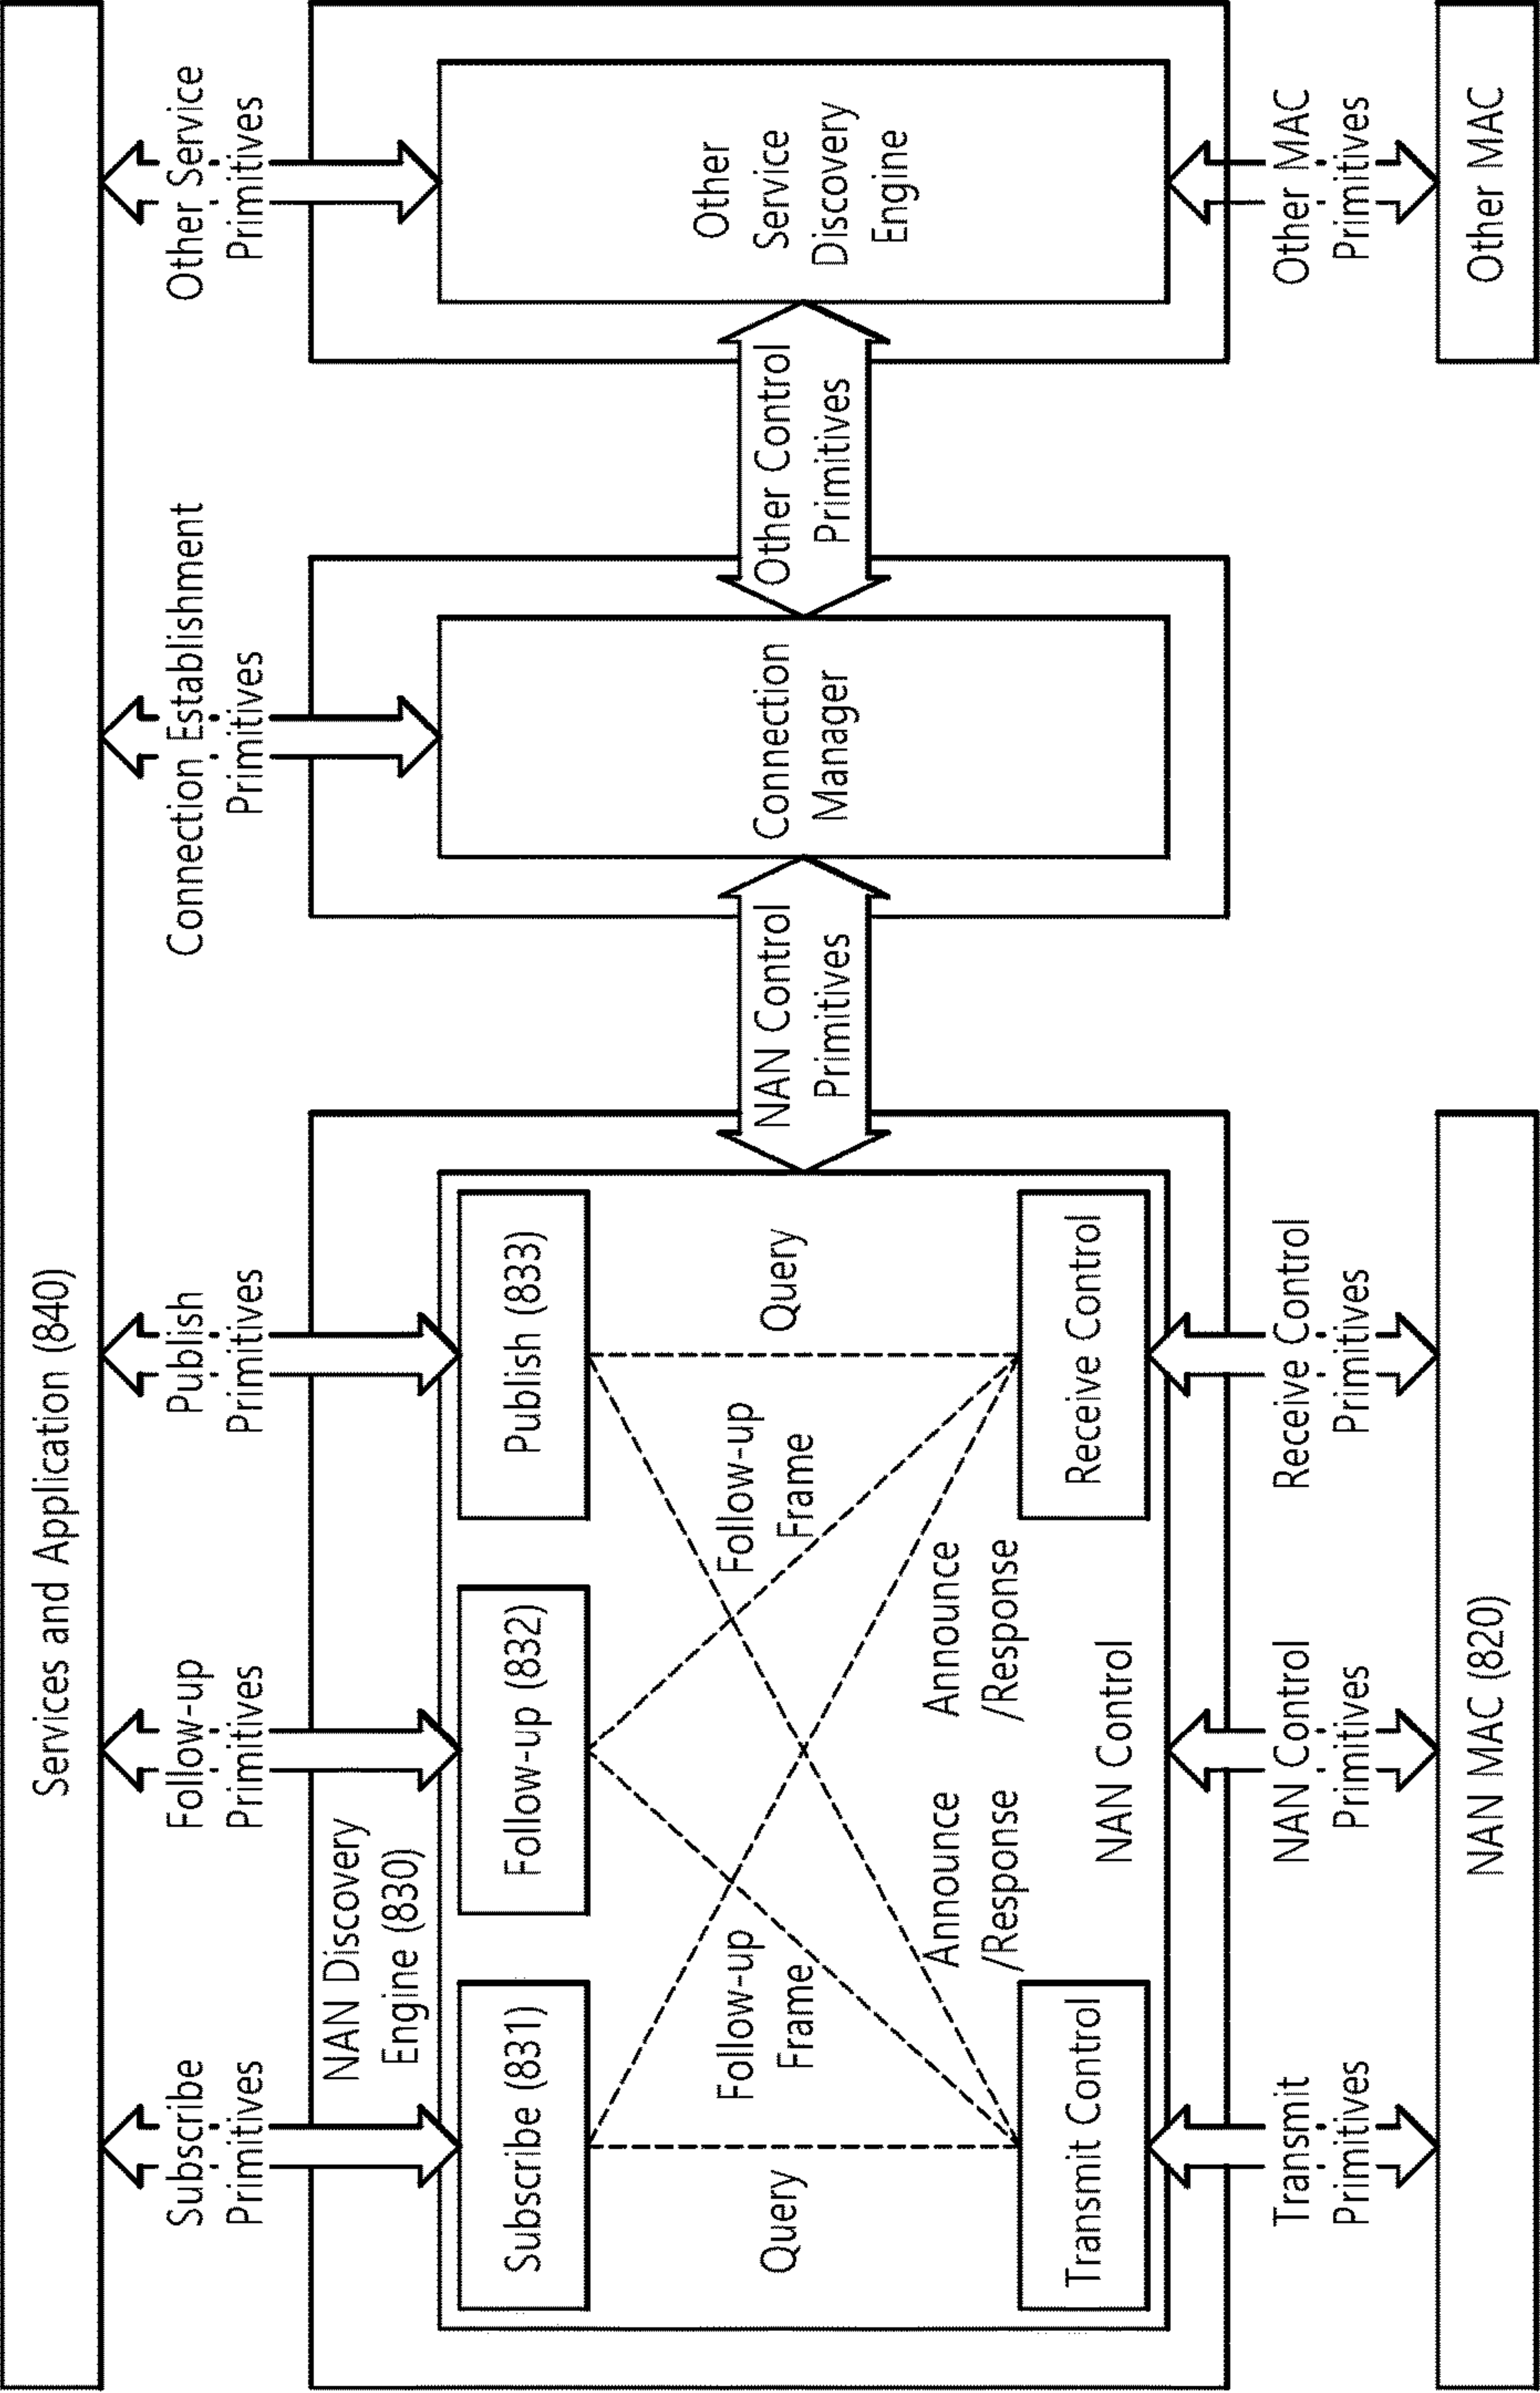 Services and Application (840)
Subscribe
Primitives
Follow-up
Primitives
Publish
Primitives
Connection Establishment
Primitives
Other Service
Primitives
NAN Discovery
Engine (830)
Subscribe (831)
Follow-up (832)
Publish (833)
Query
Follow-up
Frame
Follow-up
Frame
Query
Announce
/Response
Announce
/Response
Transmit Control
NAN Control
Receive Control
NAN Control
Primitives
Connection
Manager
Other Control
Primitives
Other
Service
Discovery
Engine
Transmit
Primitives
NAN Control
Primitives
Receive Control
Primitives
Other MAC
Primitives
NAN MAC (820)
Other MAC